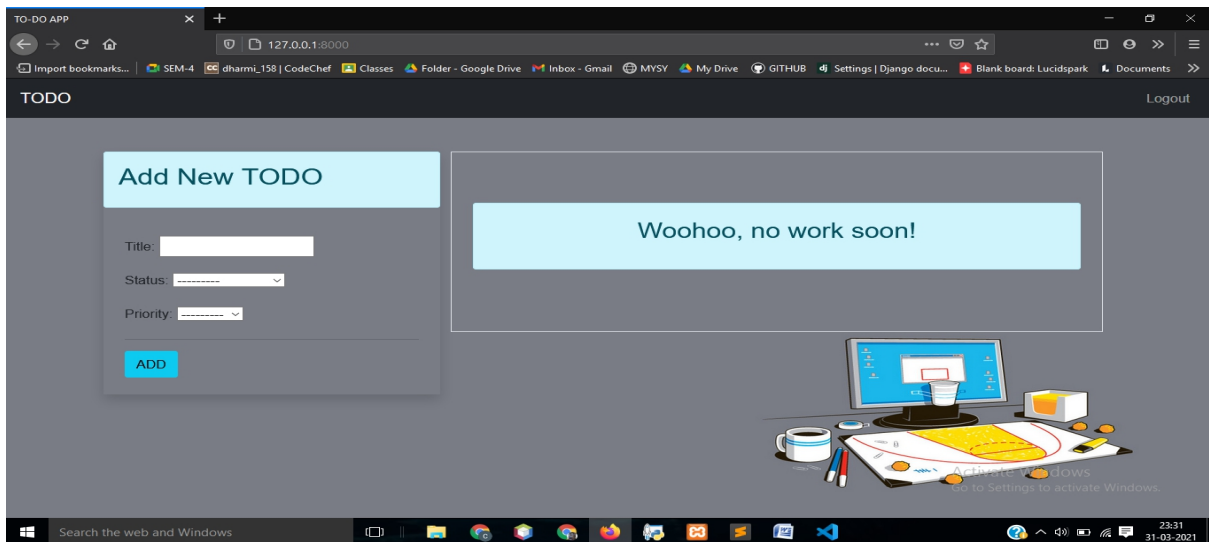 TO-DO APP
127.0.0.1:8000
Import bookmarks... SEM-4 CC dharmi_158 | CodeChef Classes Folder - Google Drive Inbox - Gmail MYSY My Drive GITHUB dj Settings | Django docu... Blank board: Lucidspark Documents
TODO Logout
Add New TODO
Title:
Status: ---------
Priority: ---------
ADD
Woohoo, no work soon!
Activate Windows
Go to Settings to activate Windows.
Search the web and Windows
23:31
31-03-2021